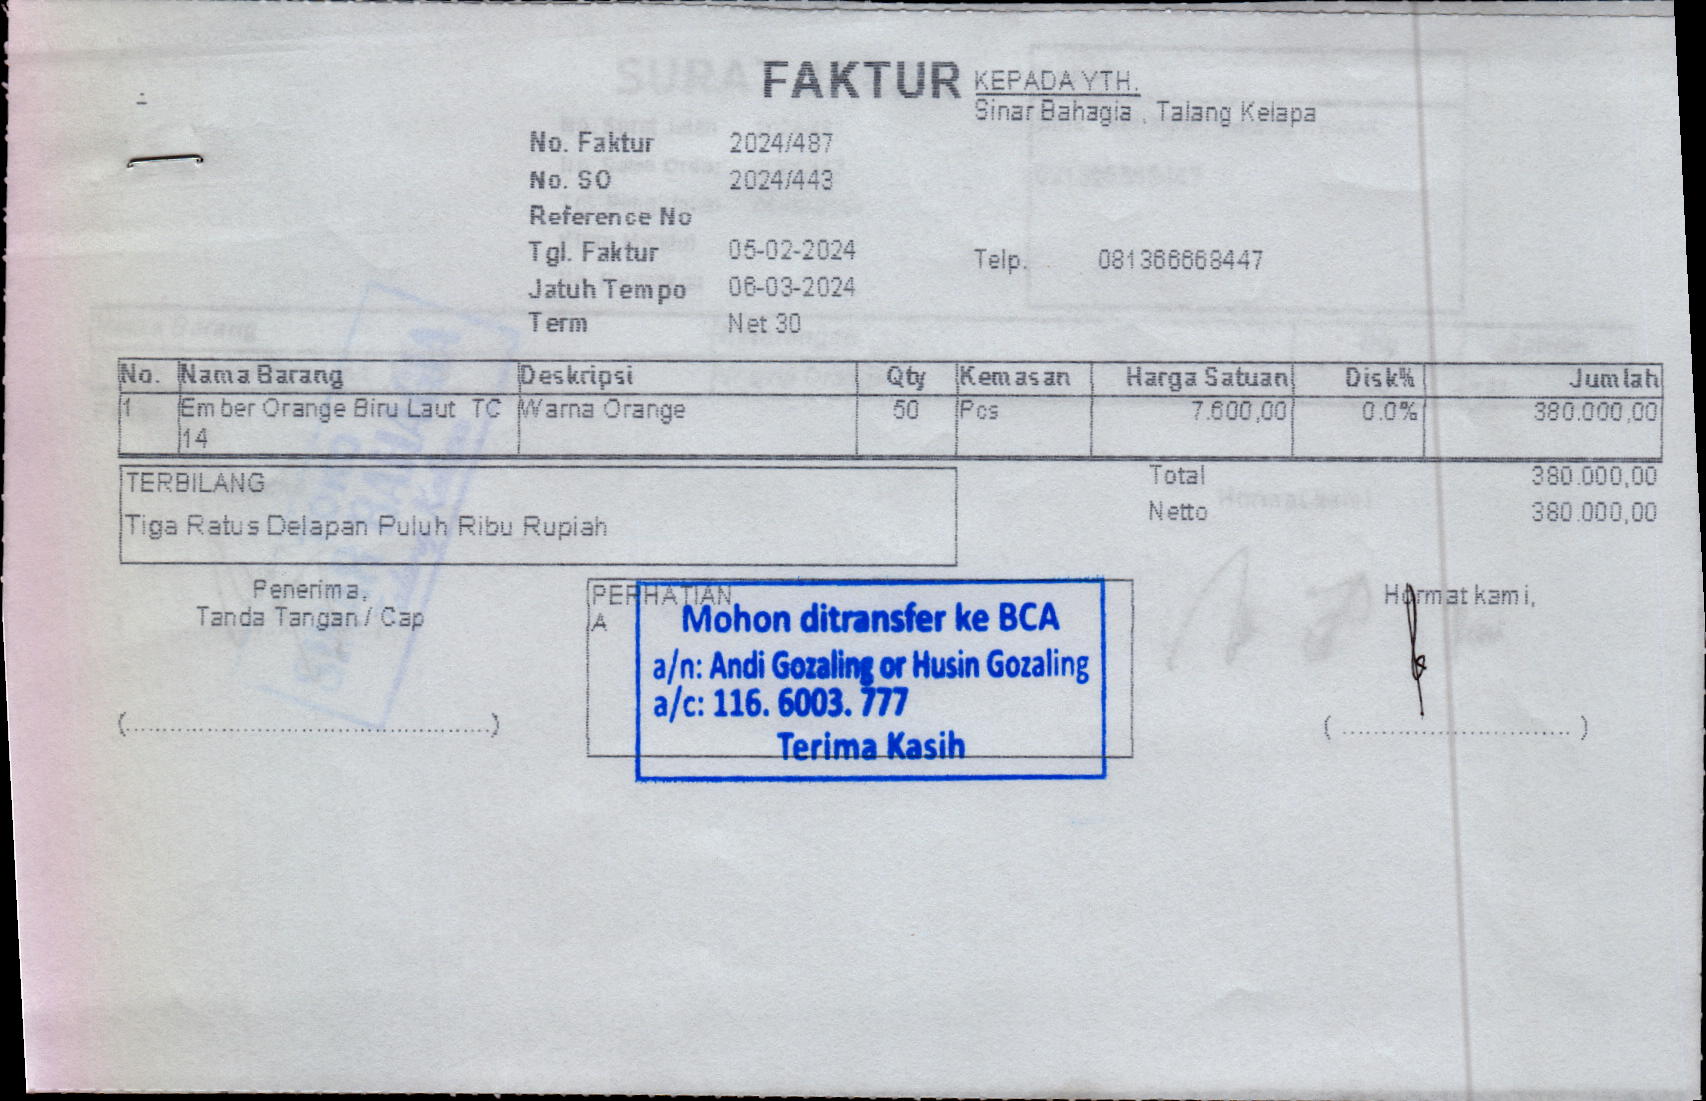 FAKTUR
KEPADA YTH.
Sinar Bahagia , Talang Kelapa
No. Faktur 2024/487
No. SO 2024/443
Reference No
Tgl. Faktur 05-02-2024
Telp. 081366668447
Jatuh Tempo 06-03-2024
Term Net 30
No. Nama Barang Deskripsi Qty Kemasan Harga Satuan Disk% Jumlah
1 Ember Orange Biru Laut TC Warna Orange 50 Pcs 7.600,00 0.0% 380.000,00
14
TERBILANG
Tiga Ratus Delapan Puluh Ribu Rupiah
Total 380.000,00
Netto 380.000,00
Penerima,
Tanda Tangan / Cap
(..............................................)
PERHATIAN
A
Mohon ditransfer ke BCA
a/n: Andi Gozaling or Husin Gozaling
a/c: 116. 6003. 777
Terima Kasih
Hormat kami,
( ............................. )